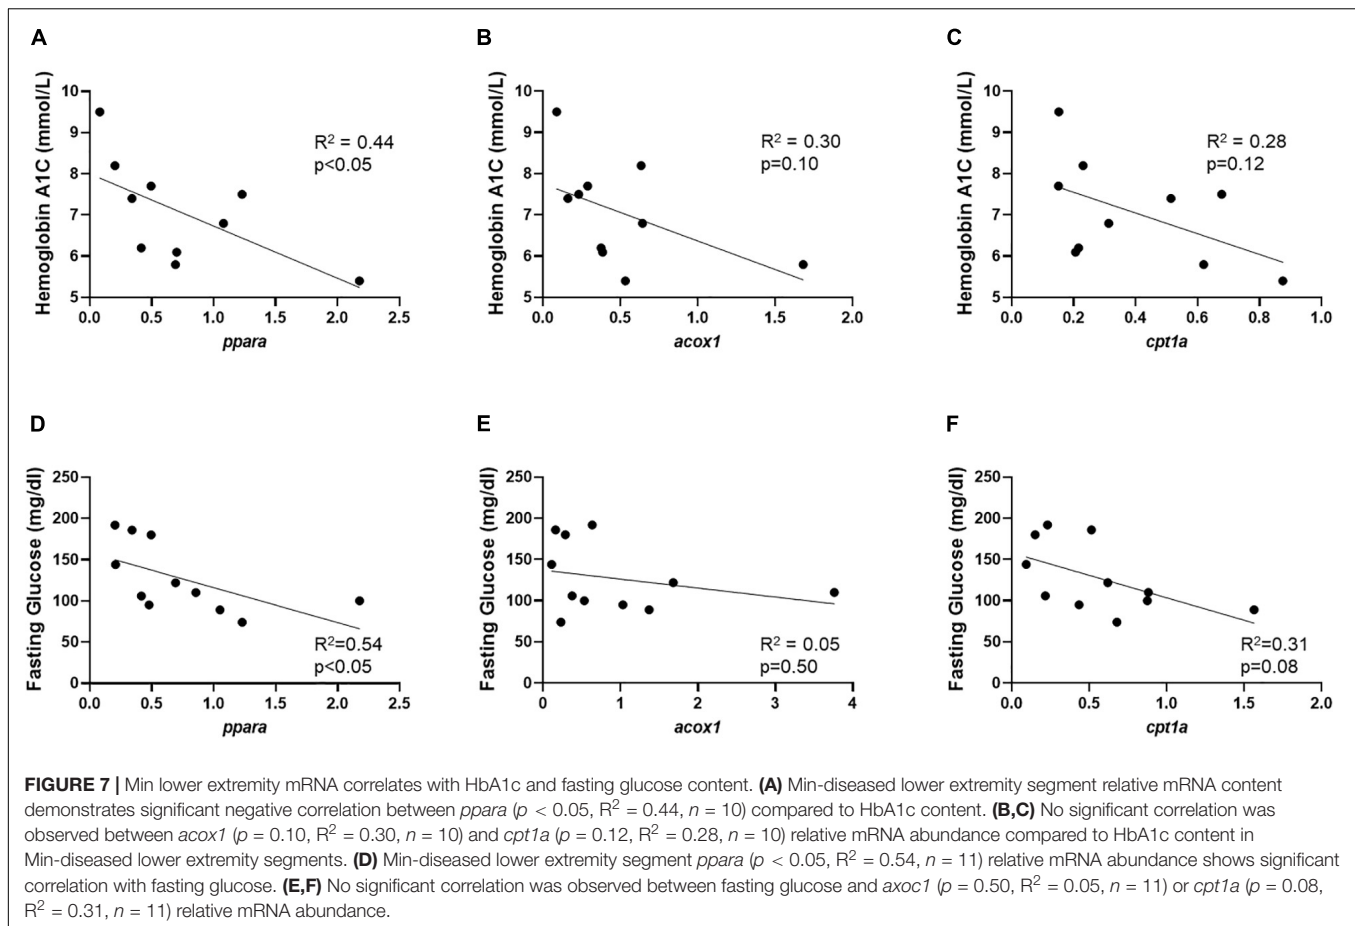 A
Hemoglobin A1C (mmol/L)
10
9
8
7
6
5
R² = 0.44
p<0.05
0.0 0.5 1.0 1.5 2.0 2.5
ppara
B
Hemoglobin A1C (mmol/L)
10
9
8
7
6
5
R² = 0.30
p=0.10
0.0 0.5 1.0 1.5 2.0
acox1
C
Hemoglobin A1C (mmol/L)
10
9
8
7
6
5
R² = 0.28
p=0.12
0.0 0.2 0.4 0.6 0.8 1.0
cpt1a
D
Fasting Glucose (mg/dl)
250
200
150
100
50
0
R²=0.54
p<0.05
0.0 0.5 1.0 1.5 2.0 2.5
ppara
E
Fasting Glucose (mg/dl)
250
200
150
100
50
0
R² = 0.05
p=0.50
0 1 2 3 4
acox1
F
Fasting Glucose (mg/dl)
250
200
150
100
50
0
R²=0.31
p=0.08
0.0 0.5 1.0 1.5 2.0
cpt1a
FIGURE 7 | Min lower extremity mRNA correlates with HbA1c and fasting glucose content. (A) Min-diseased lower extremity segment relative mRNA content
demonstrates significant negative correlation between ppara (p < 0.05, R² = 0.44, n = 10) compared to HbA1c content. (B,C) No significant correlation was
observed between acox1 (p = 0.10, R² = 0.30, n = 10) and cpt1a (p = 0.12, R² = 0.28, n = 10) relative mRNA abundance compared to HbA1c content in
Min-diseased lower extremity segments. (D) Min-diseased lower extremity segment ppara (p < 0.05, R² = 0.54, n = 11) relative mRNA abundance shows significant
correlation with fasting glucose. (E,F) No significant correlation was observed between fasting glucose and axoc1 (p = 0.50, R² = 0.05, n = 11) or cpt1a (p = 0.08,
R² = 0.31, n = 11) relative mRNA abundance.